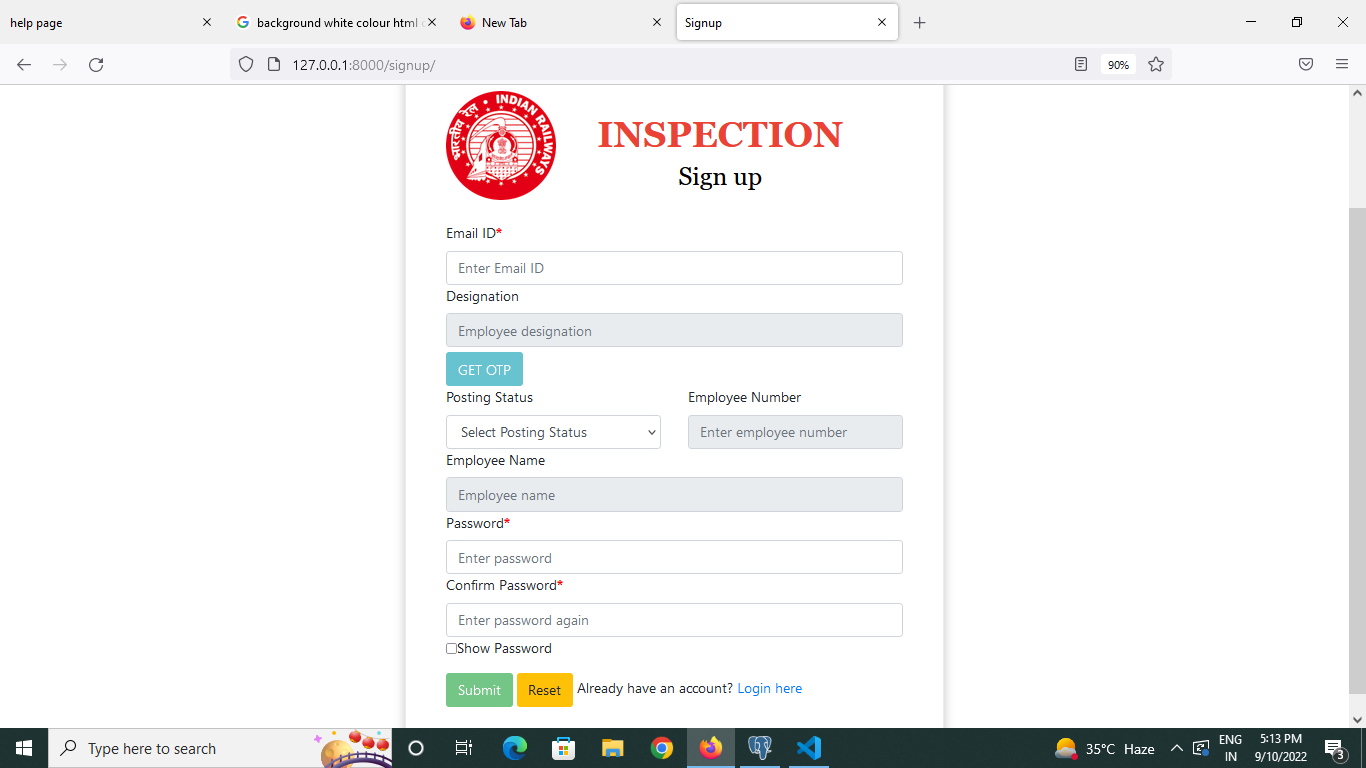 help page
background white colour html
New Tab
Signup
127.0.0.1:8000/signup/
90%
भारतीय रेल
INDIAN RAILWAYS
INSPECTION
Sign up
Email ID*
Enter Email ID
Designation
Employee designation
GET OTP
Posting Status
Employee Number
Select Posting Status
Enter employee number
Employee Name
Employee name
Password*
Enter password
Confirm Password*
Enter password again
Show Password
Submit
Reset
Already have an account? Login here
Type here to search
35°C Haze
ENG
IN
5:13 PM
9/10/2022
3